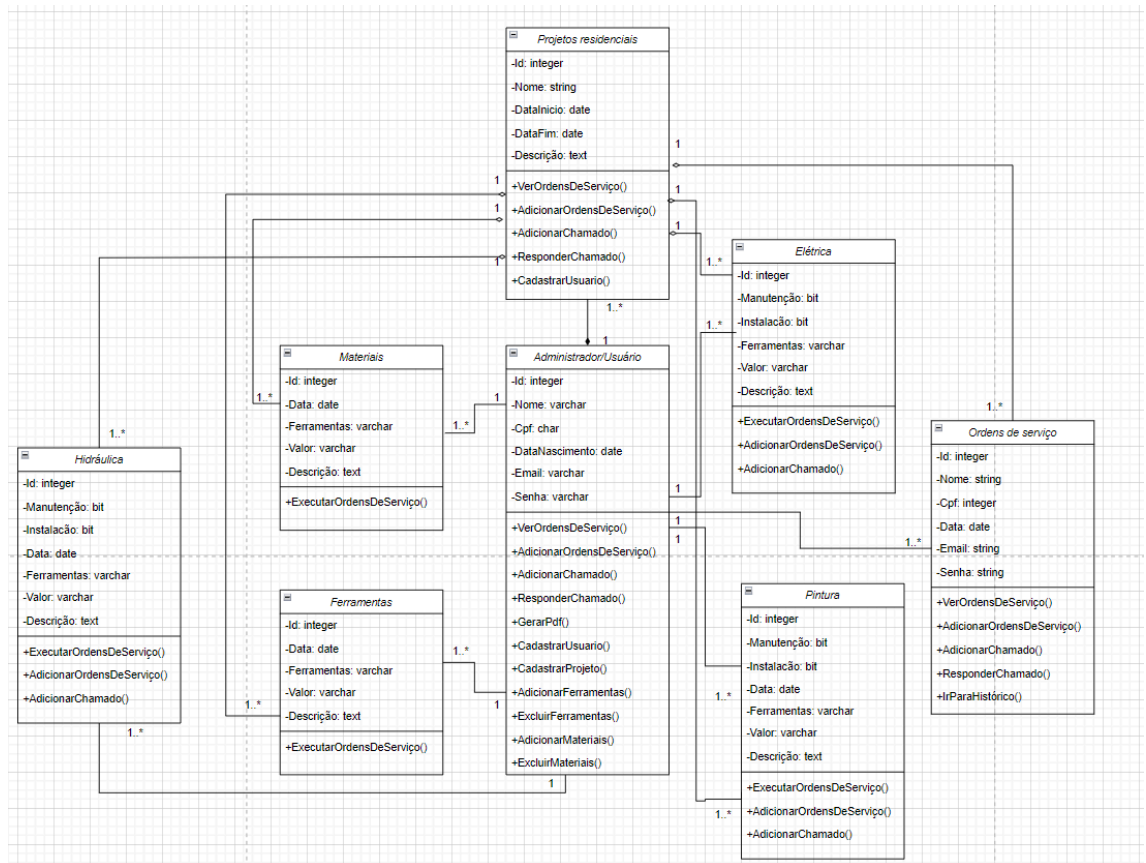 Projetos residenciais
-Id: integer
-Nome: string
-DataInicio: date
-DataFim: date
-Descrição: text
+VerOrdensDeServiço()
+AdicionarOrdensDeServiço()
+AdicionarChamado()
+ResponderChamado()
+CadastrarUsuario()
1
1
1
1
1
1
1..*
1
Elétrica
-Id: integer
-Manutenção: bit
-Instalacão: bit
-Ferramentas: varchar
-Valor: varchar
-Descrição: text
+ExecutarOrdensDeServiço()
+AdicionarOrdensDeServiço()
+AdicionarChamado()
1..*
1..*
Materiais
-Id: integer
-Data: date
-Ferramentas: varchar
-Valor: varchar
-Descrição: text
+ExecutarOrdensDeServiço()
1..*
1..*
1
Administrador/Usuário
-Id: integer
-Nome: varchar
-Cpf: char
-DataNascimento: date
-Email: varchar
-Senha: varchar
+VerOrdensDeServiço()
+AdicionarOrdensDeServiço()
+AdicionarChamado()
+ResponderChamado()
+GerarPdf()
+CadastrarUsuario()
+CadastrarProjeto()
+AdicionarFerramentas()
+ExcluirFerramentas()
+AdicionarMateriais()
+ExcluirMateriais()
1
1
1
Ordens de serviço
-Id: integer
-Nome: string
-Cpf: integer
-Data: date
-Email: string
-Senha: string
+VerOrdensDeServiço()
+AdicionarOrdensDeServiço()
+AdicionarChamado()
+ResponderChamado()
+IrParaHistórico()
1..*
1..*
Hidráulica
-Id: integer
-Manutenção: bit
-Instalacão: bit
-Data: date
-Ferramentas: varchar
-Valor: varchar
-Descrição: text
+ExecutarOrdensDeServiço()
+AdicionarOrdensDeServiço()
+AdicionarChamado()
1..*
1..*
1
Ferramentas
-Id: integer
-Data: date
-Ferramentas: varchar
-Valor: varchar
-Descrição: text
+ExecutarOrdensDeServiço()
1..*
1..*
1
Pintura
-Id: integer
-Manutenção: bit
-Instalacão: bit
-Data: date
-Ferramentas: varchar
-Valor: varchar
-Descrição: text
+ExecutarOrdensDeServiço()
+AdicionarOrdensDeServiço()
+AdicionarChamado()
1..*
1..*